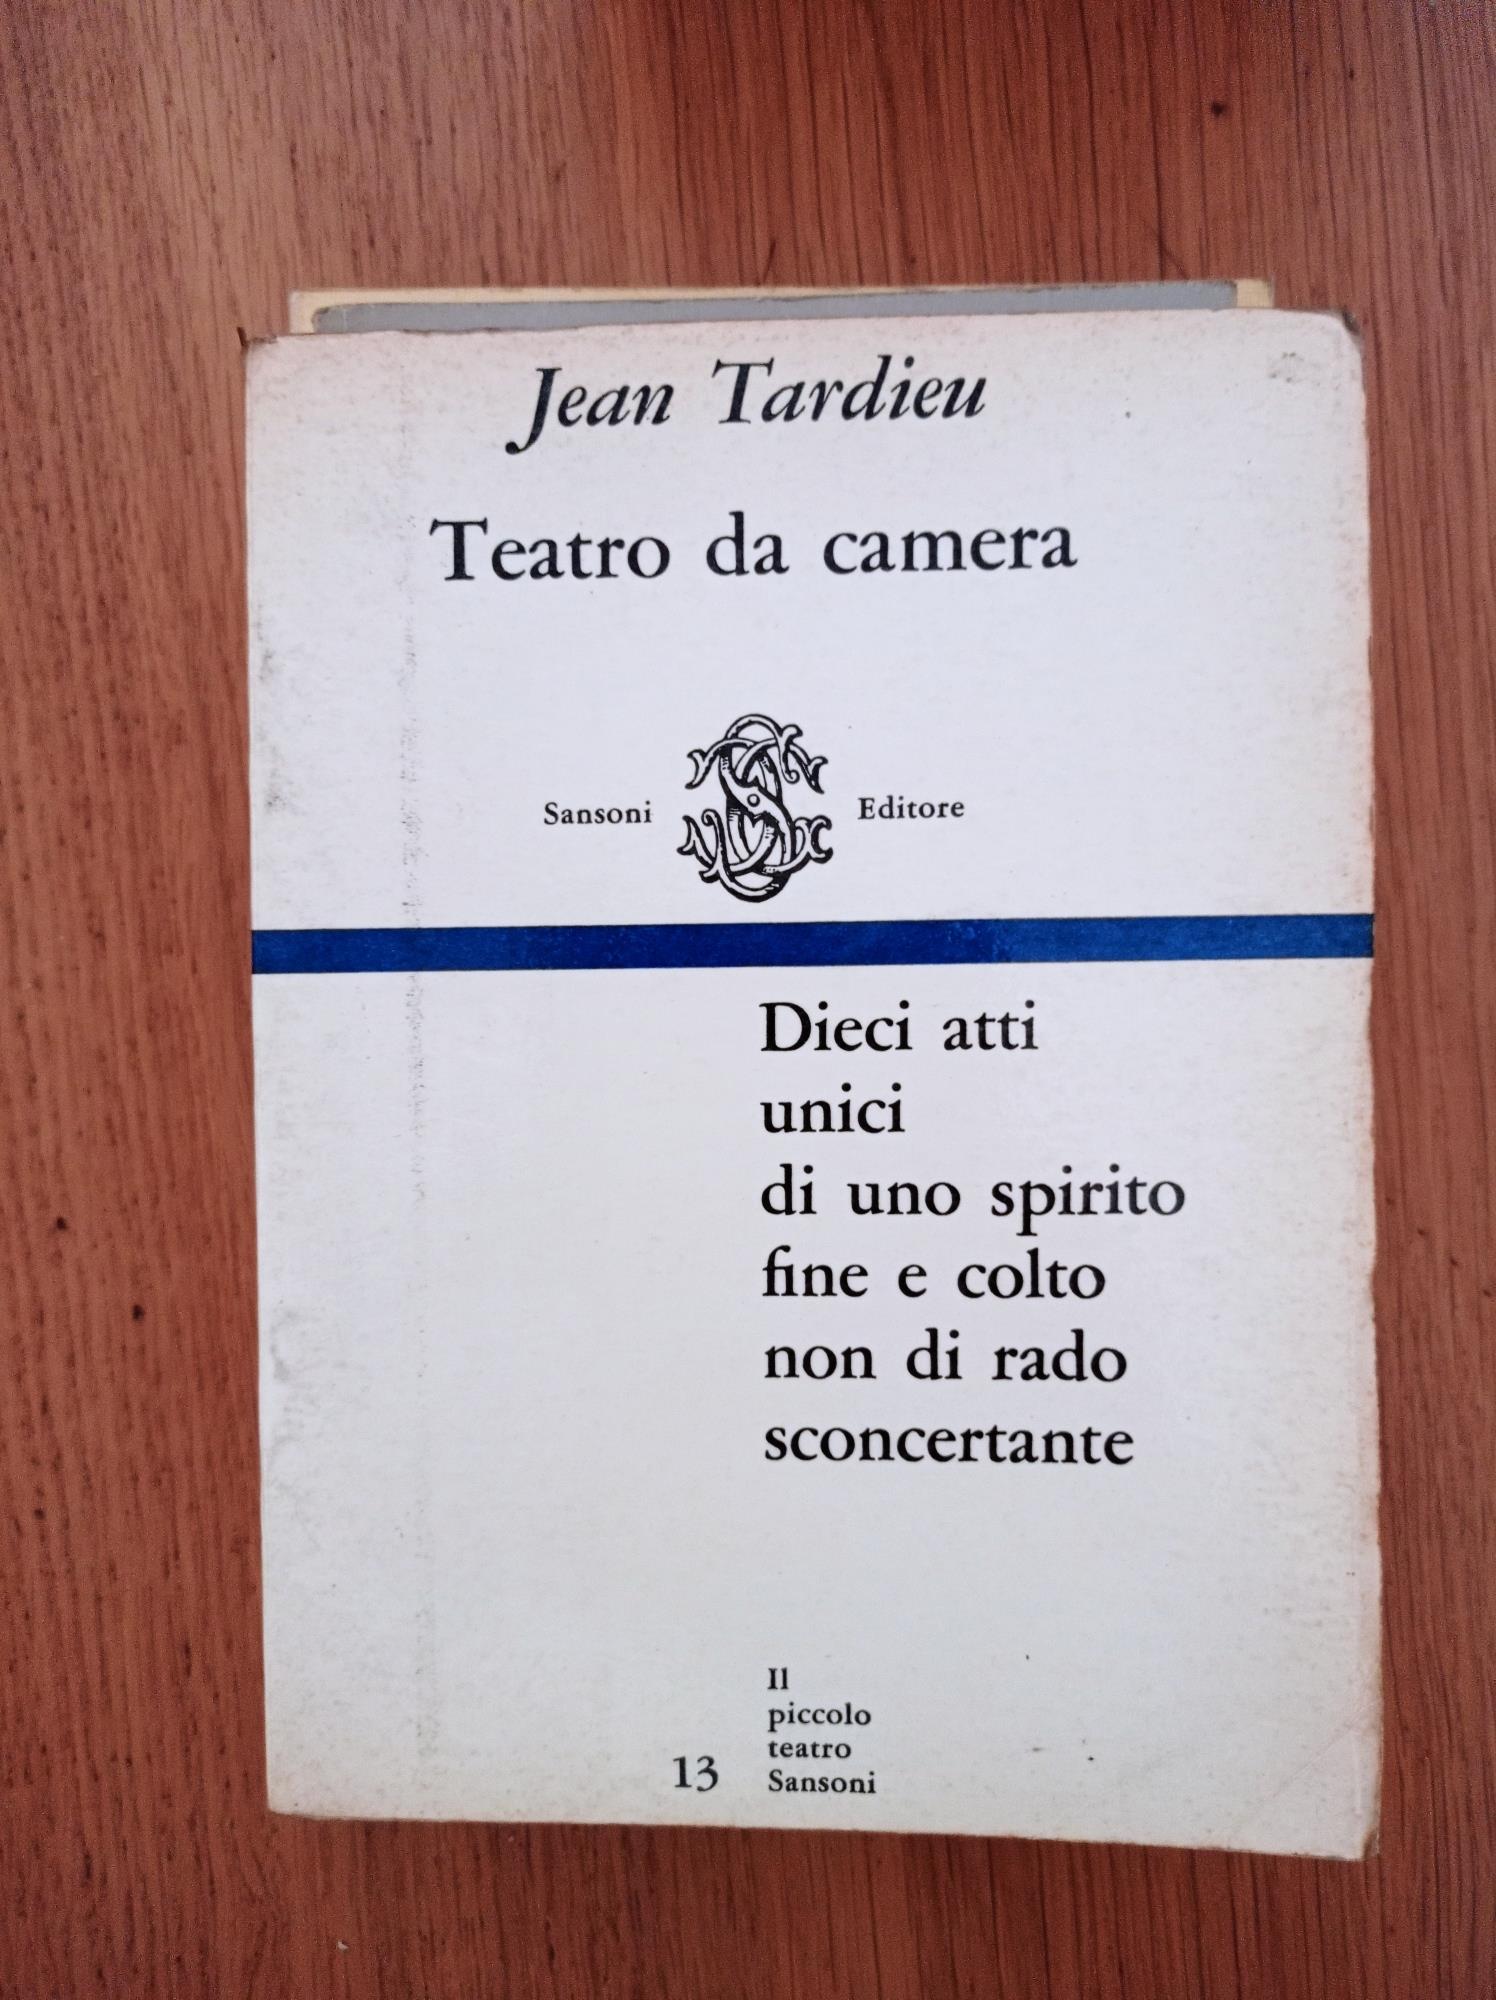 Jean Tardieu
Teatro da camera
Sansoni Editore
Dieci atti
unici
di uno spirito
fine e colto
non di rado
sconcertante
Il
piccolo
teatro
13 Sansoni